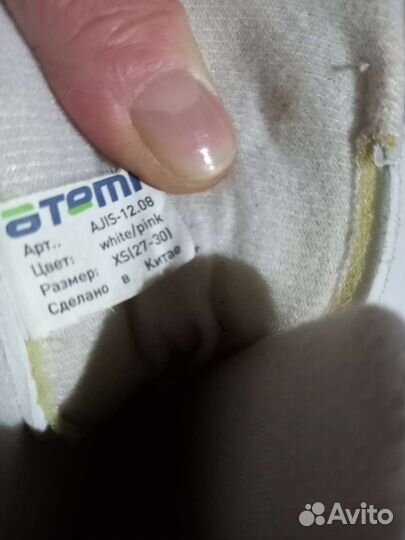 atemi
Арт.. AJIS-12.08
Цвет: white/pink
Размер: XS(27-30)
Сделано в Китае
Avito